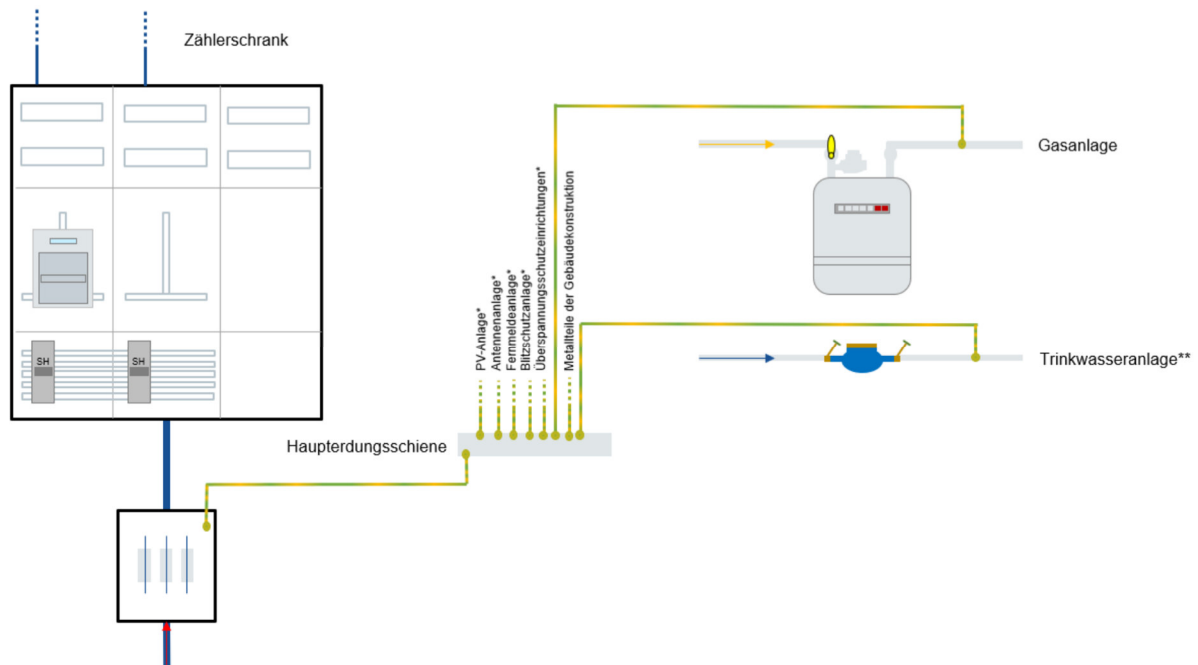 Zählerschrank
Gasanlage
PV-Anlage*
Antennenanlage*
Fernmeldeanlage*
Blitzschutzanlage*
Überspannungsschutzeinrichtungen*
Metallteile der Gebäudekonstruktion
SH
SH
Trinkwasseranlage**
Haupterdungsschiene